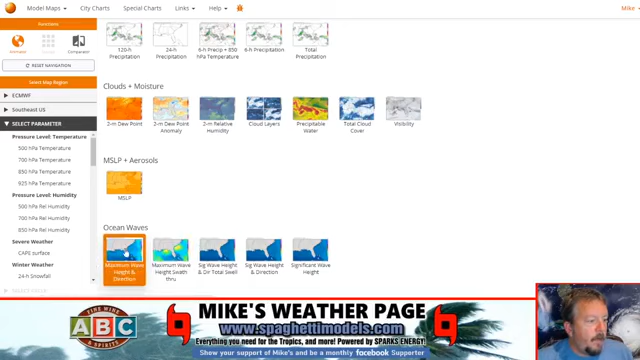 Model Maps City Charts Special Charts Links Help Mike
Functions
Animate
Comparator
RESET NAVIGATION
Select Map Region
ECMWF
Southeast US
SELECT PARAMETER
Pressure Level: Temperature
500 hPa Temperature
700 hPa Temperature
850 hPa Temperature
925 hPa Temperature
Pressure Level: Humidity
500 hPa Rel Humidity
700 hPa Rel Humidity
850 hPa Rel Humidity
Severe Weather
CAPE surface
Winter Weather
24-h Snowfall
120-h Precipitation
24-h Precipitation
6-h Precip + 850 hPa Temperature
6-h Precipitation
Total Precipitation
Clouds + Moisture
2-m Dew Point
2-m Dew Point Anomaly
2-m Relative Humidity
Cloud Layers
Precipitable Water
Total Cloud Cover
Visibility
MSLP + Aerosols
MSLP
Ocean Waves
Maximum Wave Height & Direction
Maximum Wave Height Swath thru
Sig Wave Height & Dir Total Swell
Sig Wave Height & Direction
Significant Wave Height
FINE WINE
ABC
& SPIRITS
MIKE'S WEATHER PAGE
www.spaghettimodels.com
Everything you need for the Tropics, and more! Powered by SPARKS ENERGY!
Show your support of Mike's and be a monthly facebook Supporter